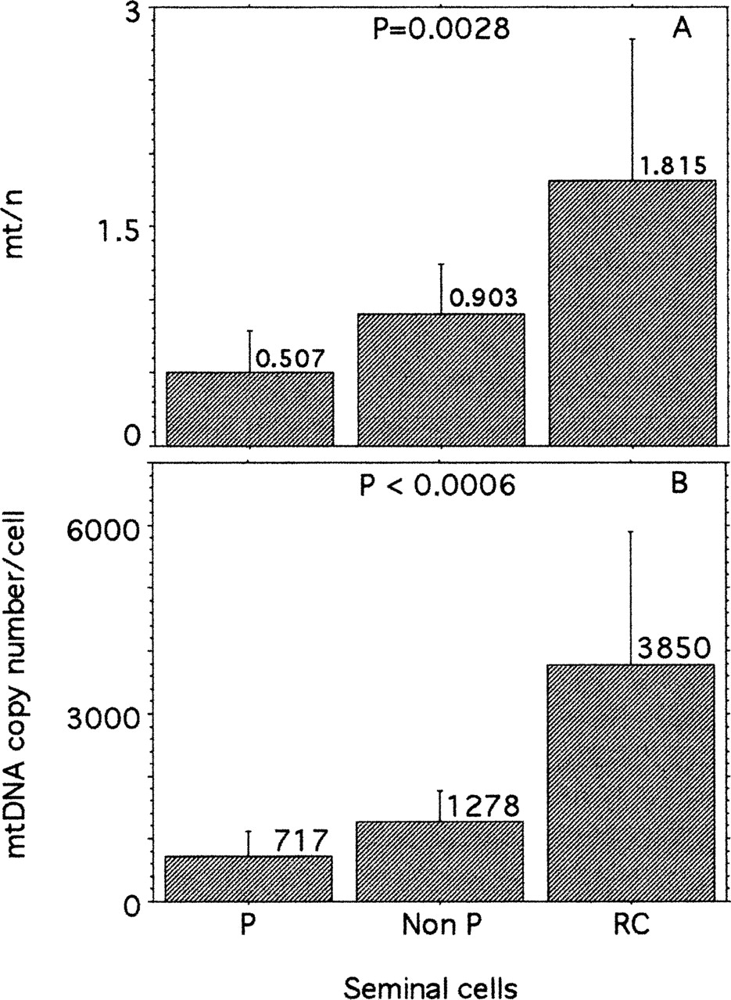 3
P=0.0028
A
1.815
mt/n
1.5
0.903
0.507
0
P < 0.0006
B
6000
mtDNA copy number/cell
3850
3000
1278
717
0
P
Non P
RC
Seminal cells